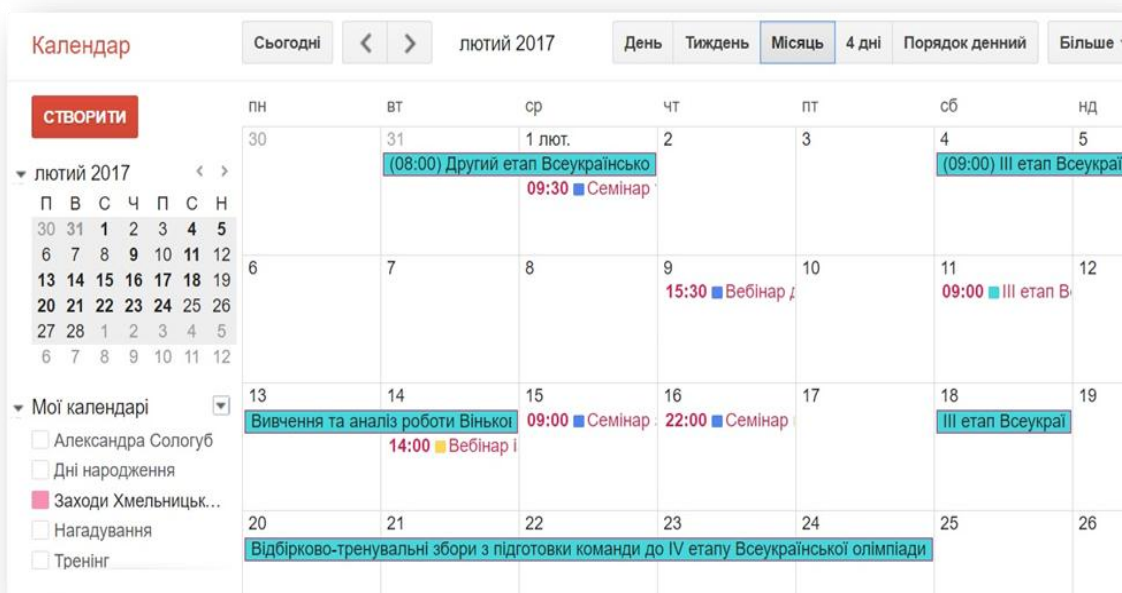 Календар
Сьогодні
лютий 2017
День Тиждень Місяць 4 дні Порядок денний Більше
СТВОРИТИ
лютий 2017
П В С Ч П С Н
30 31 1 2 3 4 5
6 7 8 9 10 11 12
13 14 15 16 17 18 19
20 21 22 23 24 25 26
27 28 1 2 3 4 5
6 7 8 9 10 11 12
Мої календарі
Александра Сологуб
Дні народження
Заходи Хмельницьк...
Нагадування
Тренінг
пн вт ср чт пт сб нд
30 31 1 лют. 2 3 4 5
(08:00) Другий етап Всеукраїнсько (09:00) III етап Всеукраї
09:30 Семінар
6 7 8 9 10 11 12
15:30 Вебінар 09:00 III етап
13 14 15 16 17 18 19
Вивчення та аналіз роботи Віньков 09:00 Семінар 22:00 Семінар III етап Всеукраї
14:00 Вебінар і
20 21 22 23 24 25 26
Відбірково-тренувальні збори з підготовки команди до IV етапу Всеукраїнської олімпіади